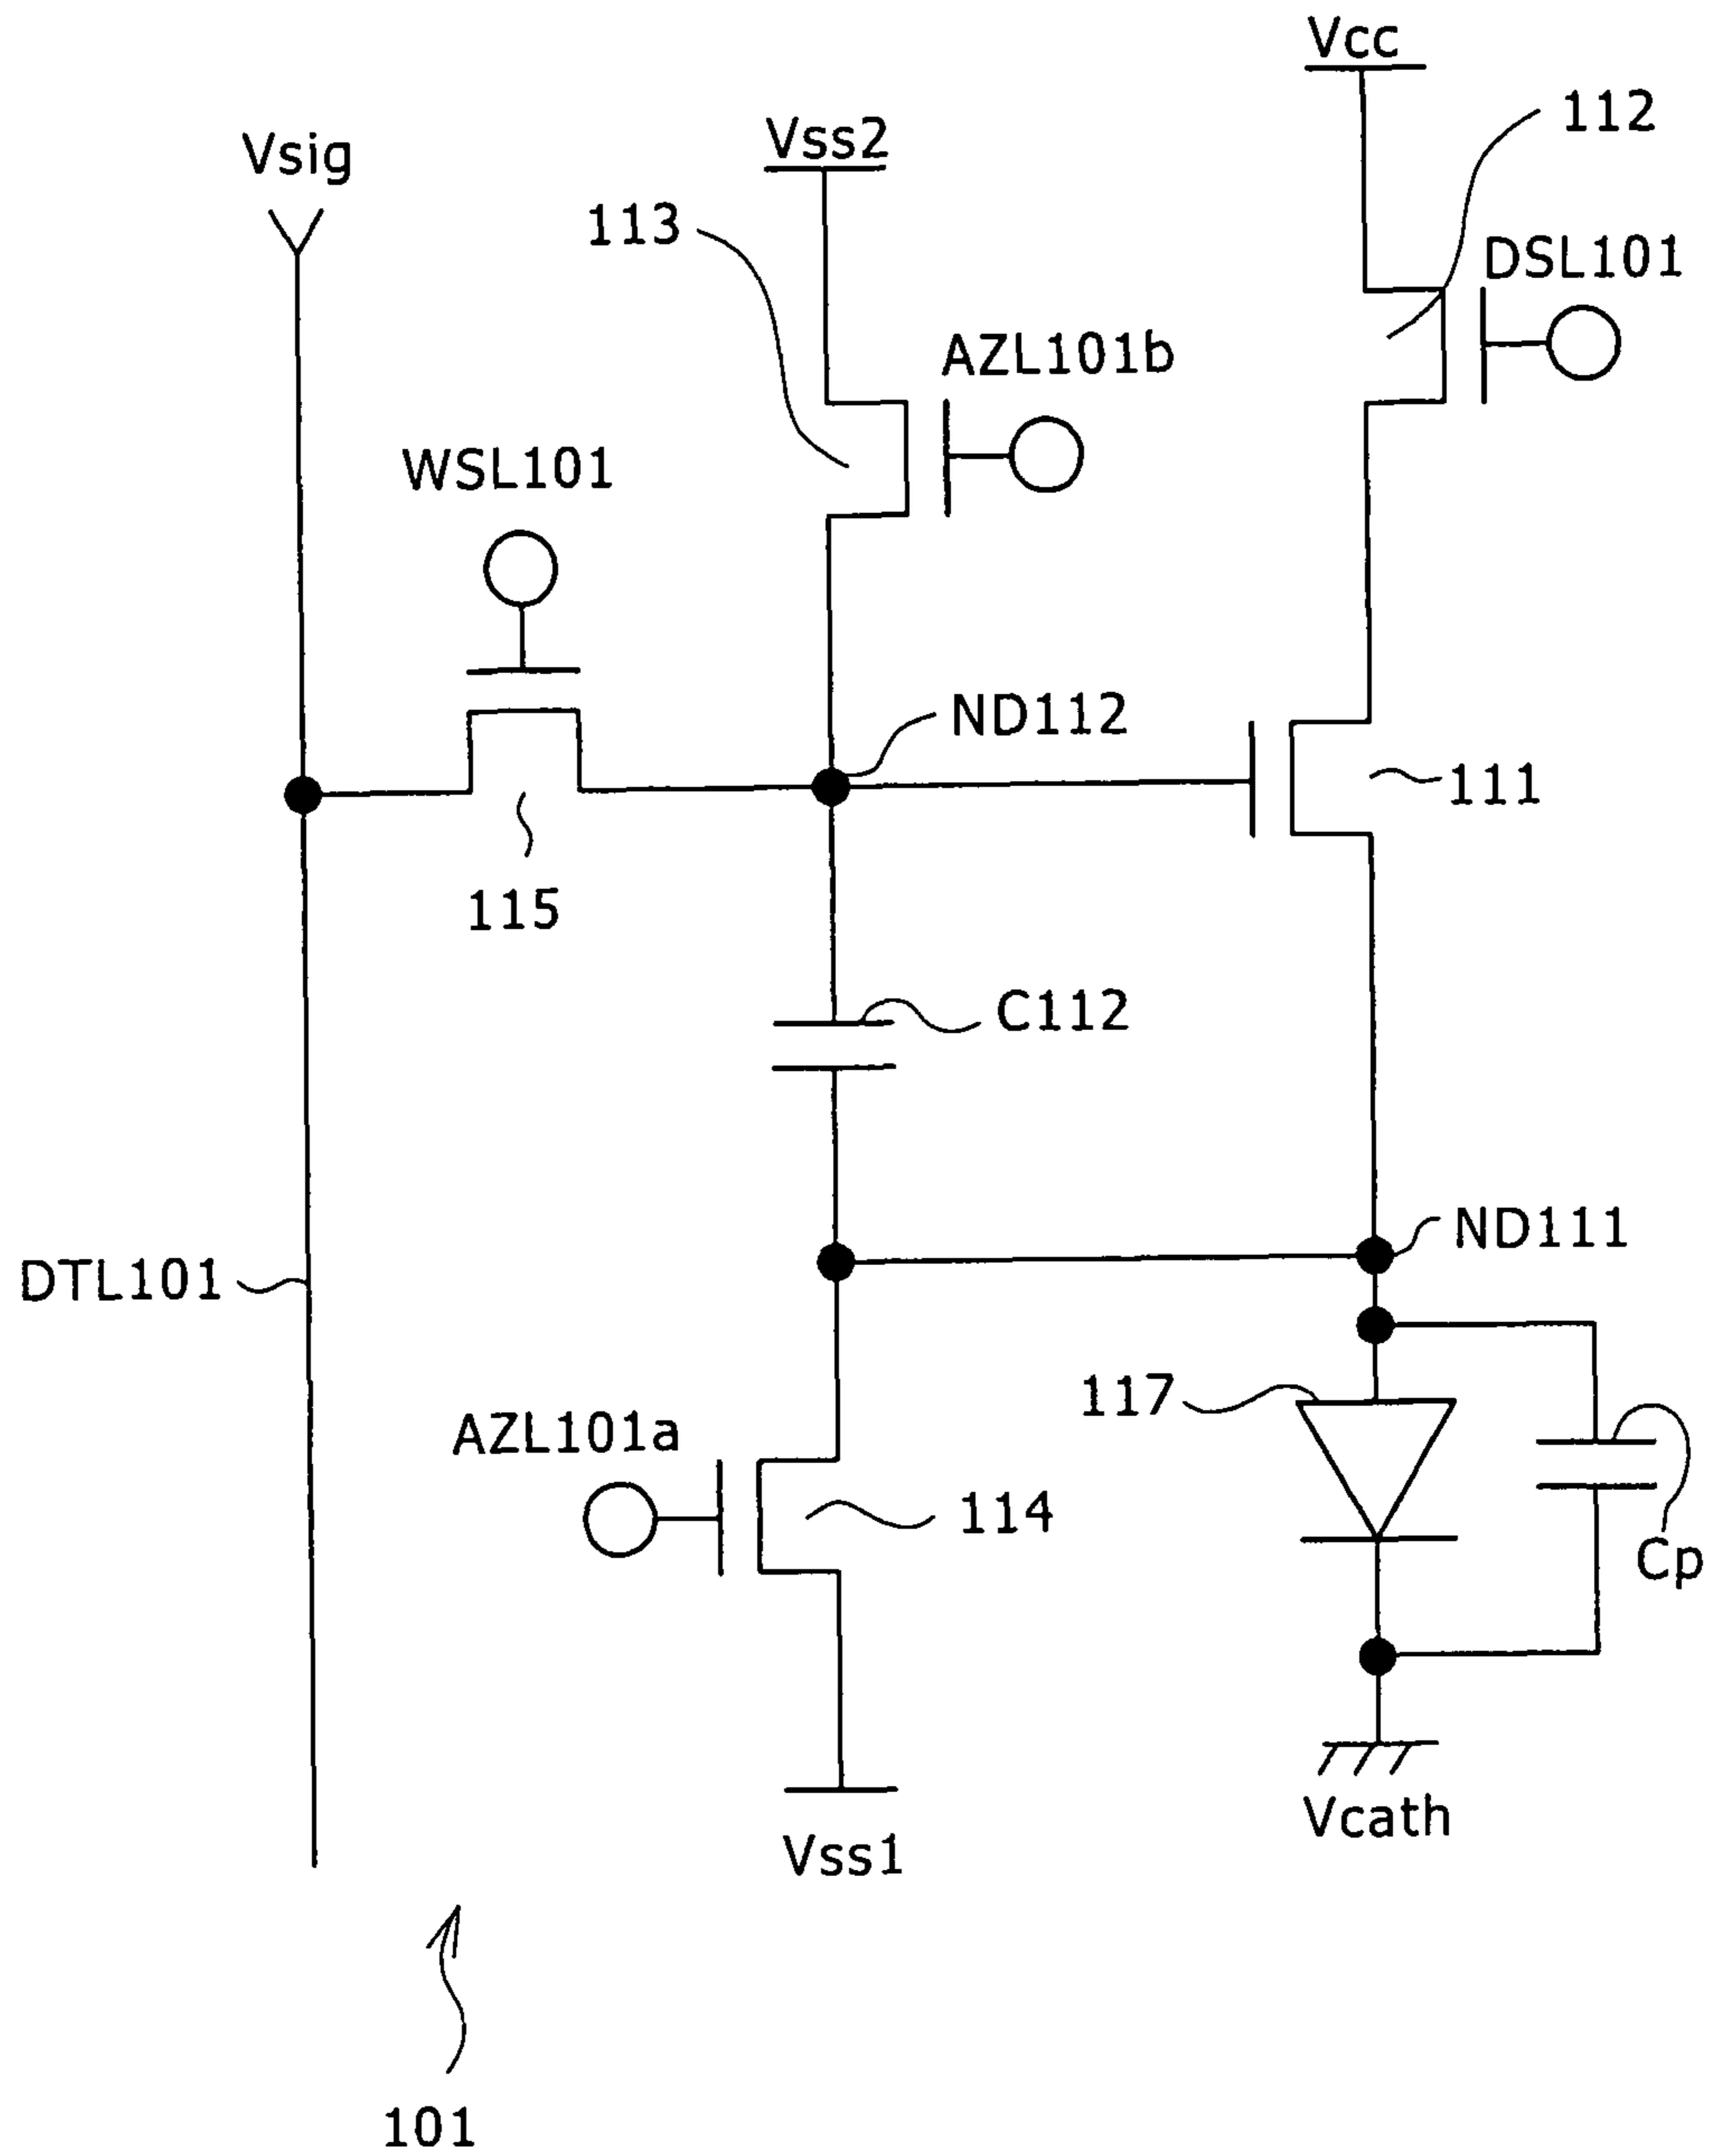 Vcc
112
Vss2
Vsig
113
DSL101
AZL101b
WSL101
ND112
111
115
C112
ND111
DTL101
117
AZL101a
114
Cp
Vcath
Vss1
101